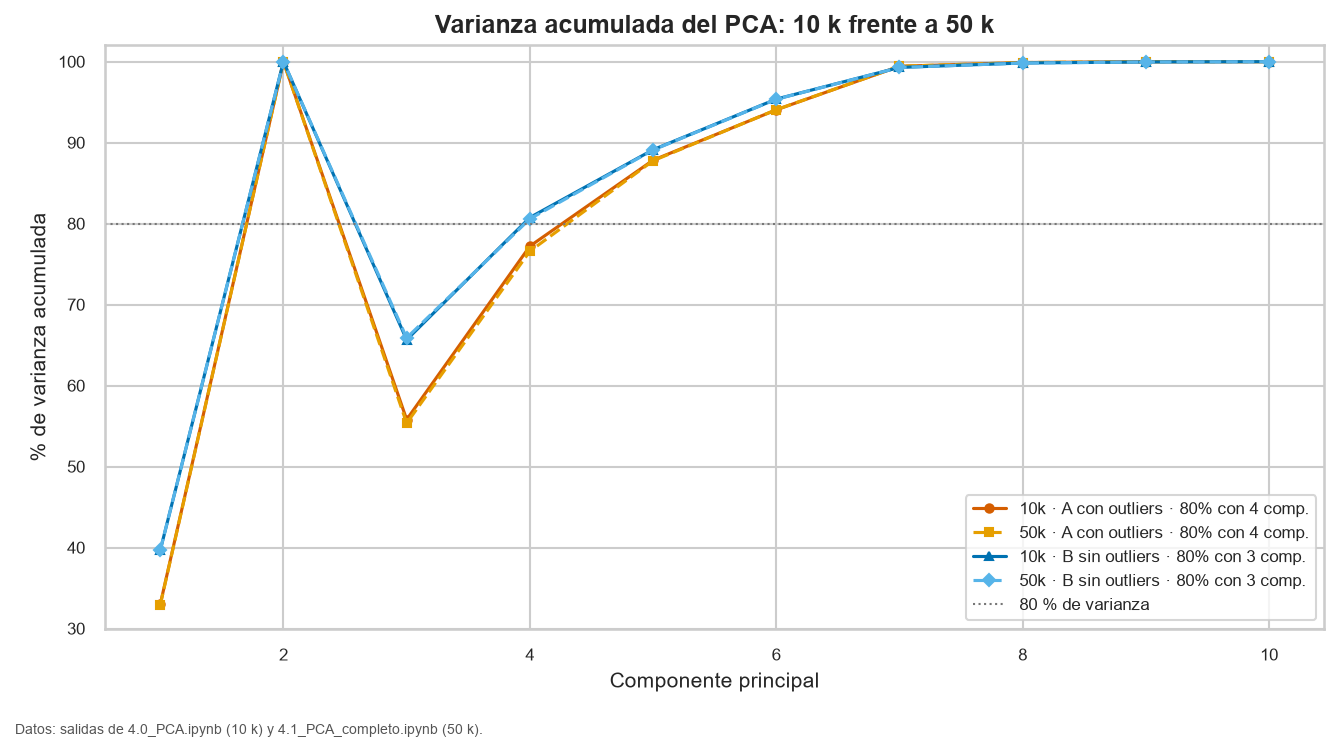 Varianza acumulada del PCA: 10 k frente a 50 k
% de varianza acumulada
100
90
80
70
60
50
40
30
2
4
6
8
10
Componente principal
10k · A con outliers · 80% con 4 comp.
50k · A con outliers · 80% con 4 comp.
10k · B sin outliers · 80% con 3 comp.
50k · B sin outliers · 80% con 3 comp.
80 % de varianza
Datos: salidas de 4.0_PCA.ipynb (10 k) y 4.1_PCA_completo.ipynb (50 k).